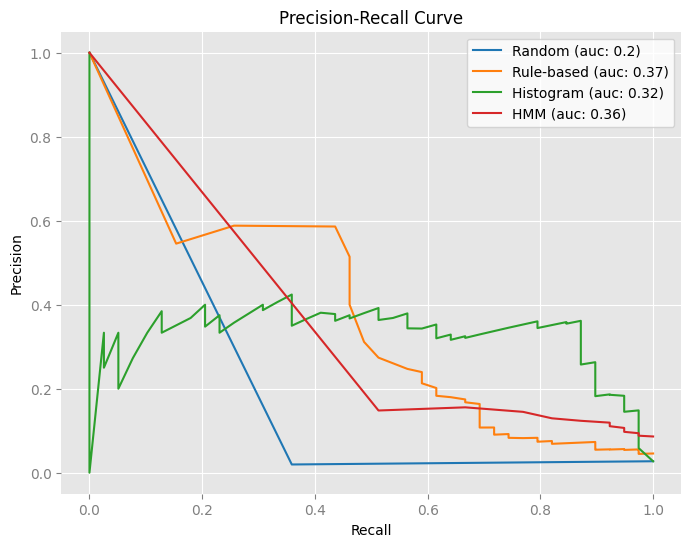 Precision-Recall Curve
Random (auc: 0.2)
Rule-based (auc: 0.37)
Histogram (auc: 0.32)
HMM (auc: 0.36)
Precision
1.0
0.8
0.6
0.4
0.2
0.0
0.0 0.2 0.4 0.6 0.8 1.0
Recall